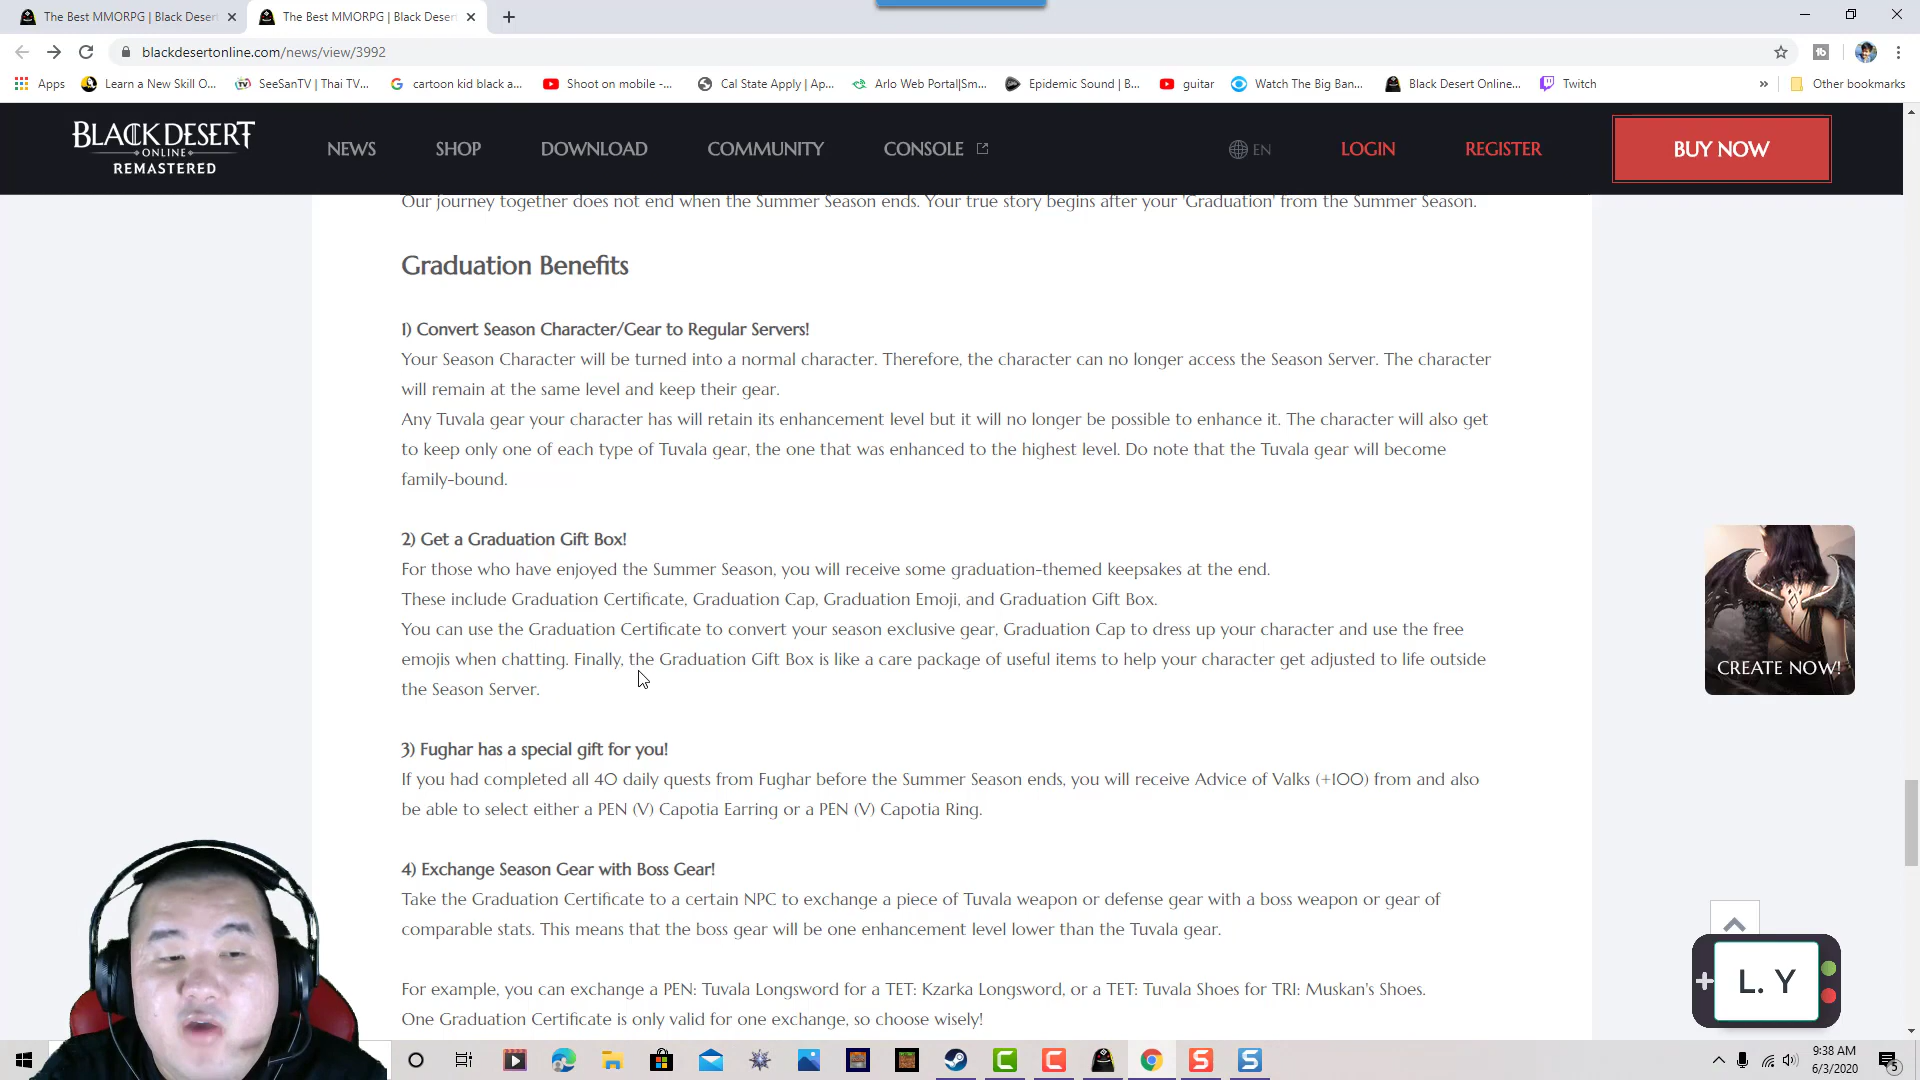 The Best MMORPG | Black Deser
The Best MMORPG | Black Deser
blackdesertonline.com/news/view/3992
Apps
Learn a New Skill O...
SeeSanTV | Thai TV...
cartoon kid black a...
Shoot on mobile -...
Cal State Apply | Ap...
Arlo Web Portal|Sm...
Epidemic Sound | B...
guitar
Watch The Big Ban...
Black Desert Online...
Twitch
»
Other bookmarks
BLACK DESERT
ONLINE
REMASTERED
NEWS
SHOP
DOWNLOAD
COMMUNITY
CONSOLE
EN
LOGIN
REGISTER
BUY NOW
Our journey together does not end when the Summer Season ends. Your true story begins after your 'Graduation' from the Summer Season.
Graduation Benefits
1) Convert Season Character/Gear to Regular Servers!
Your Season Character will be turned into a normal character. Therefore, the character can no longer access the Season Server. The character
will remain at the same level and keep their gear.
Any Tuvala gear your character has will retain its enhancement level but it will no longer be possible to enhance it. The character will also get
to keep only one of each type of Tuvala gear, the one that was enhanced to the highest level. Do note that the Tuvala gear will become
family-bound.
2) Get a Graduation Gift Box!
For those who have enjoyed the Summer Season, you will receive some graduation-themed keepsakes at the end.
These include Graduation Certificate, Graduation Cap, Graduation Emoji, and Graduation Gift Box.
You can use the Graduation Certificate to convert your season exclusive gear, Graduation Cap to dress up your character and use the free
emojis when chatting. Finally, the Graduation Gift Box is like a care package of useful items to help your character get adjusted to life outside
the Season Server.
CREATE NOW!
3) Fughar has a special gift for you!
If you had completed all 40 daily quests from Fughar before the Summer Season ends, you will receive Advice of Valks (+100) from and also
be able to select either a PEN (V) Capotia Earring or a PEN (V) Capotia Ring.
4) Exchange Season Gear with Boss Gear!
Take the Graduation Certificate to a certain NPC to exchange a piece of Tuvala weapon or defense gear with a boss weapon or gear of
comparable stats. This means that the boss gear will be one enhancement level lower than the Tuvala gear.
For example, you can exchange a PEN: Tuvala Longsword for a TET: Kzarka Longsword, or a TET: Tuvala Shoes for TRI: Muskan's Shoes.
One Graduation Certificate is only valid for one exchange, so choose wisely!
L. Y
9:38 AM
6/3/2020
5